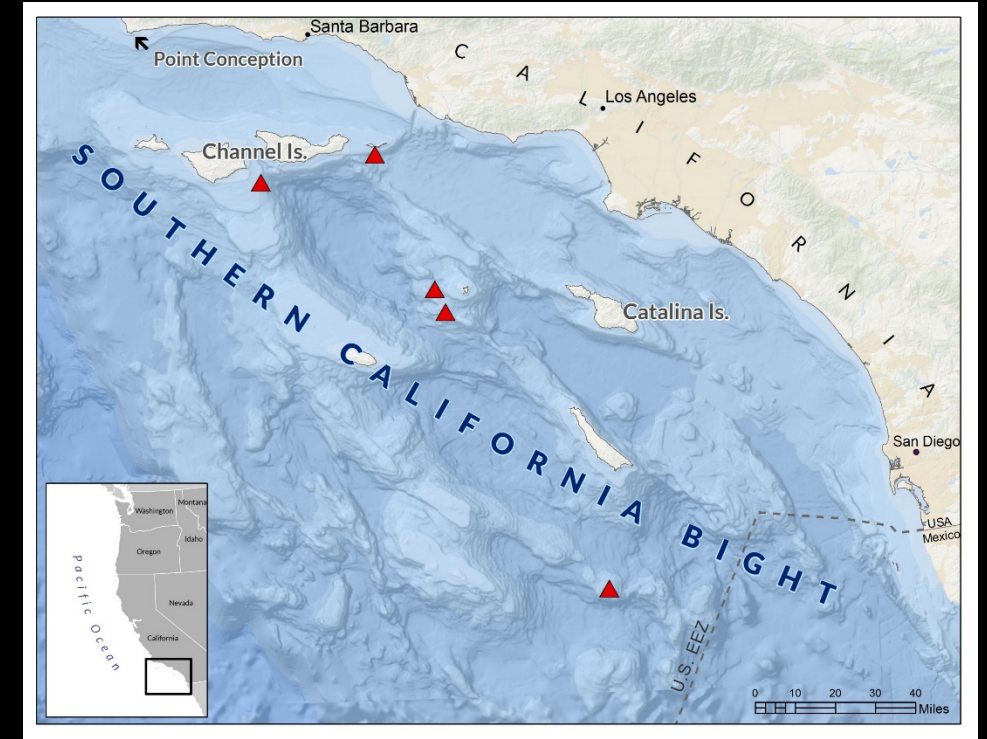 Santa Barbara
Point Conception
CALIFORNIA
Los Angeles
Channel Is.
SOUTHERN CALIFORNIA BIGHT
Catalina Is.
San Diego
USA
Mexico
U.S. EEZ
Washington
Montana
Oregon
Idaho
Nevada
California
Pacific Ocean
0 10 20 30 40
Miles